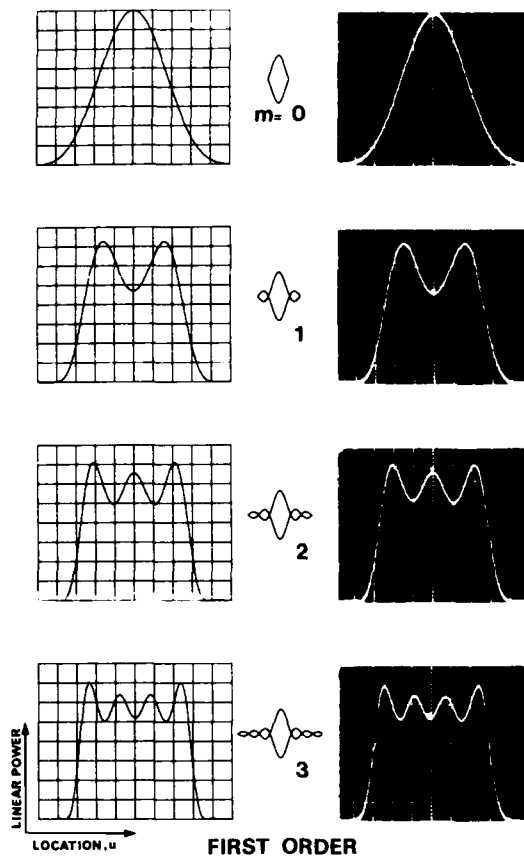 m= 0
1
2
3
LINEAR POWER
LOCATION, u
FIRST ORDER